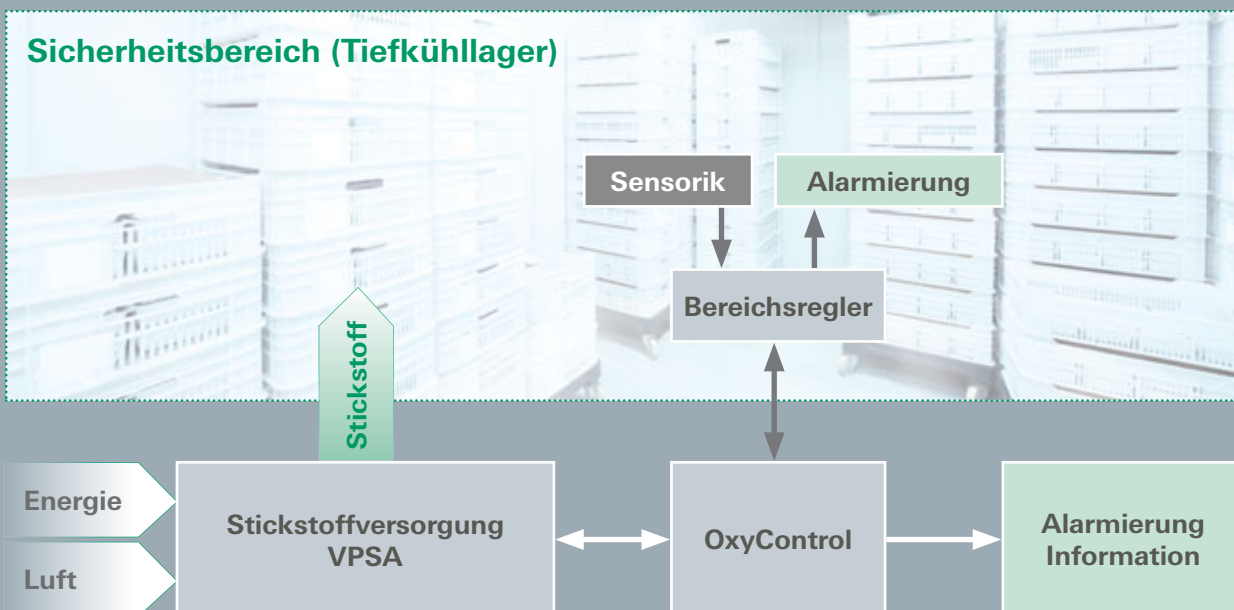 Sicherheitsbereich (Tiefkühllager)
Sensorik
Alarmierung
Bereichsregler
Stickstoff
Energie
Luft
Stickstoffversorgung
VPSA
OxyControl
Alarmierung
Information